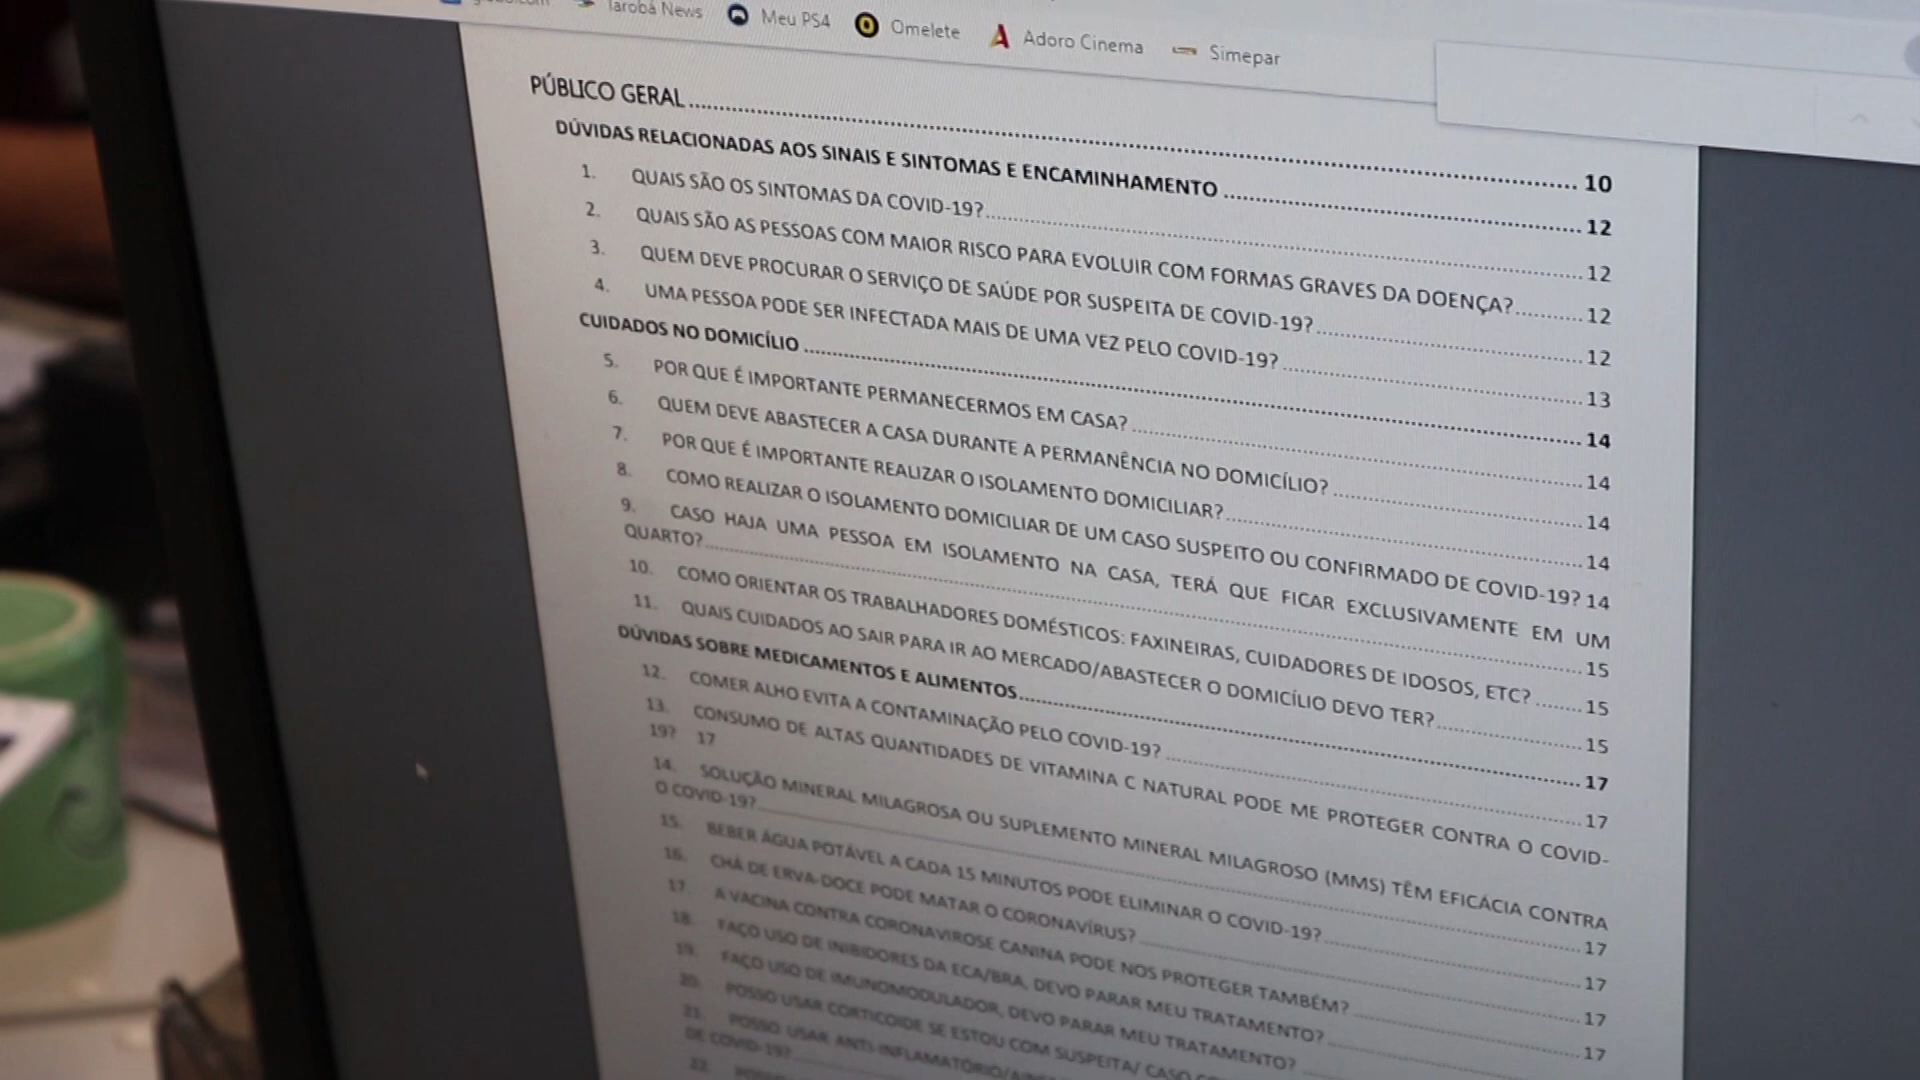 globo.com Tarobá News Meu PS4 Omelete Adoro Cinema Simepar
PÚBLICO GERAL 10
DÚVIDAS RELACIONADAS AOS SINAIS E SINTOMAS E ENCAMINHAMENTO 12
1. QUAIS SÃO OS SINTOMAS DA COVID-19? 12
2. QUAIS SÃO AS PESSOAS COM MAIOR RISCO PARA EVOLUIR COM FORMAS GRAVES DA DOENÇA? 12
3. QUEM DEVE PROCURAR O SERVIÇO DE SAÚDE POR SUSPEITA DE COVID-19? 12
4. UMA PESSOA PODE SER INFECTADA MAIS DE UMA VEZ PELO COVID-19? 13
CUIDADOS NO DOMICÍLIO 14
5. POR QUE É IMPORTANTE PERMANECERMOS EM CASA? 14
6. QUEM DEVE ABASTECER A CASA DURANTE A PERMANÊNCIA NO DOMICÍLIO? 14
7. POR QUE É IMPORTANTE REALIZAR O ISOLAMENTO DOMICILIAR? 14
8. COMO REALIZAR O ISOLAMENTO DOMICILIAR DE UM CASO SUSPEITO OU CONFIRMADO DE COVID-19? 14
9. CASO HAJA UMA PESSOA EM ISOLAMENTO NA CASA, TERÁ QUE FICAR EXCLUSIVAMENTE EM UM
QUARTO? 15
10. COMO ORIENTAR OS TRABALHADORES DOMÉSTICOS: FAXINEIRAS, CUIDADORES DE IDOSOS, ETC? 15
11. QUAIS CUIDADOS AO SAIR PARA IR AO MERCADO/ABASTECER O DOMICÍLIO DEVO TER? 15
DÚVIDAS SOBRE MEDICAMENTOS E ALIMENTOS 17
12. COMER ALHO EVITA A CONTAMINAÇÃO PELO COVID-19? 17
13. CONSUMO DE ALTAS QUANTIDADES DE VITAMINA C NATURAL PODE ME PROTEGER CONTRA O COVID-
19? 17
14. SOLUÇÃO MINERAL MILAGROSA OU SUPLEMENTO MINERAL MILAGROSO (MMS) TÊM EFICÁCIA CONTRA
O COVID-19? 17
15. BEBER ÁGUA POTÁVEL A CADA 15 MINUTOS PODE ELIMINAR O COVID-19? 17
16. CHÁ DE ERVA-DOCE PODE MATAR O CORONAVÍRUS? 17
17. A VACINA CONTRA CORONAVIROSE CANINA PODE NOS PROTEGER TAMBÉM? 17
18. FAÇO USO DE INIBIDORES DA ECA/BRA, DEVO PARAR MEU TRATAMENTO?
19. FAÇO USO DE IMUNOMODULADOR, DEVO PARAR MEU TRATAMENTO?
20. POSSO USAR CORTICOIDE SE ESTOU COM SUSPEITA/ CASO
21. POSSO USAR ANTI-INFLAMATÓRIO/
DE COVID-19?
22.